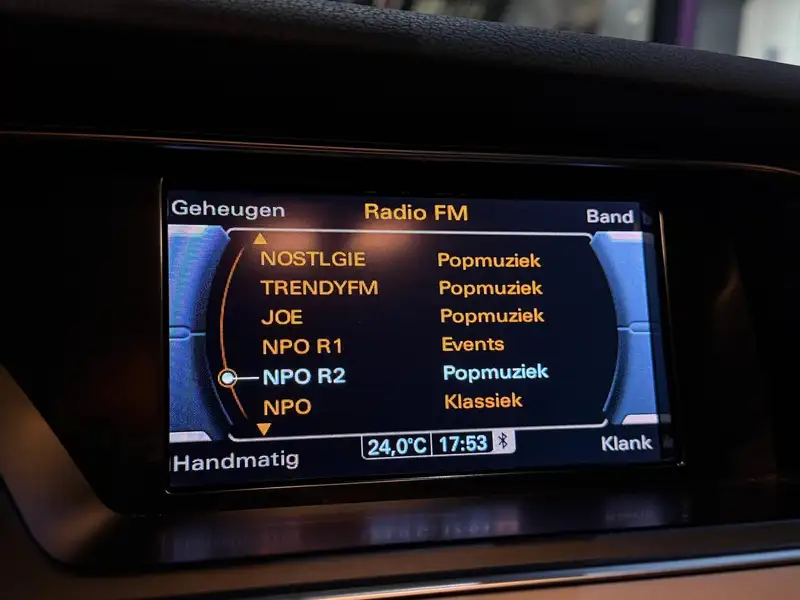 Geheugen Radio FM Band
NOSTLGIE Popmuziek
TRENDYFM Popmuziek
JOE Popmuziek
NPO R1 Events
NPO R2 Popmuziek
NPO Klassiek
24,0°C 17:53
Handmatig Klank